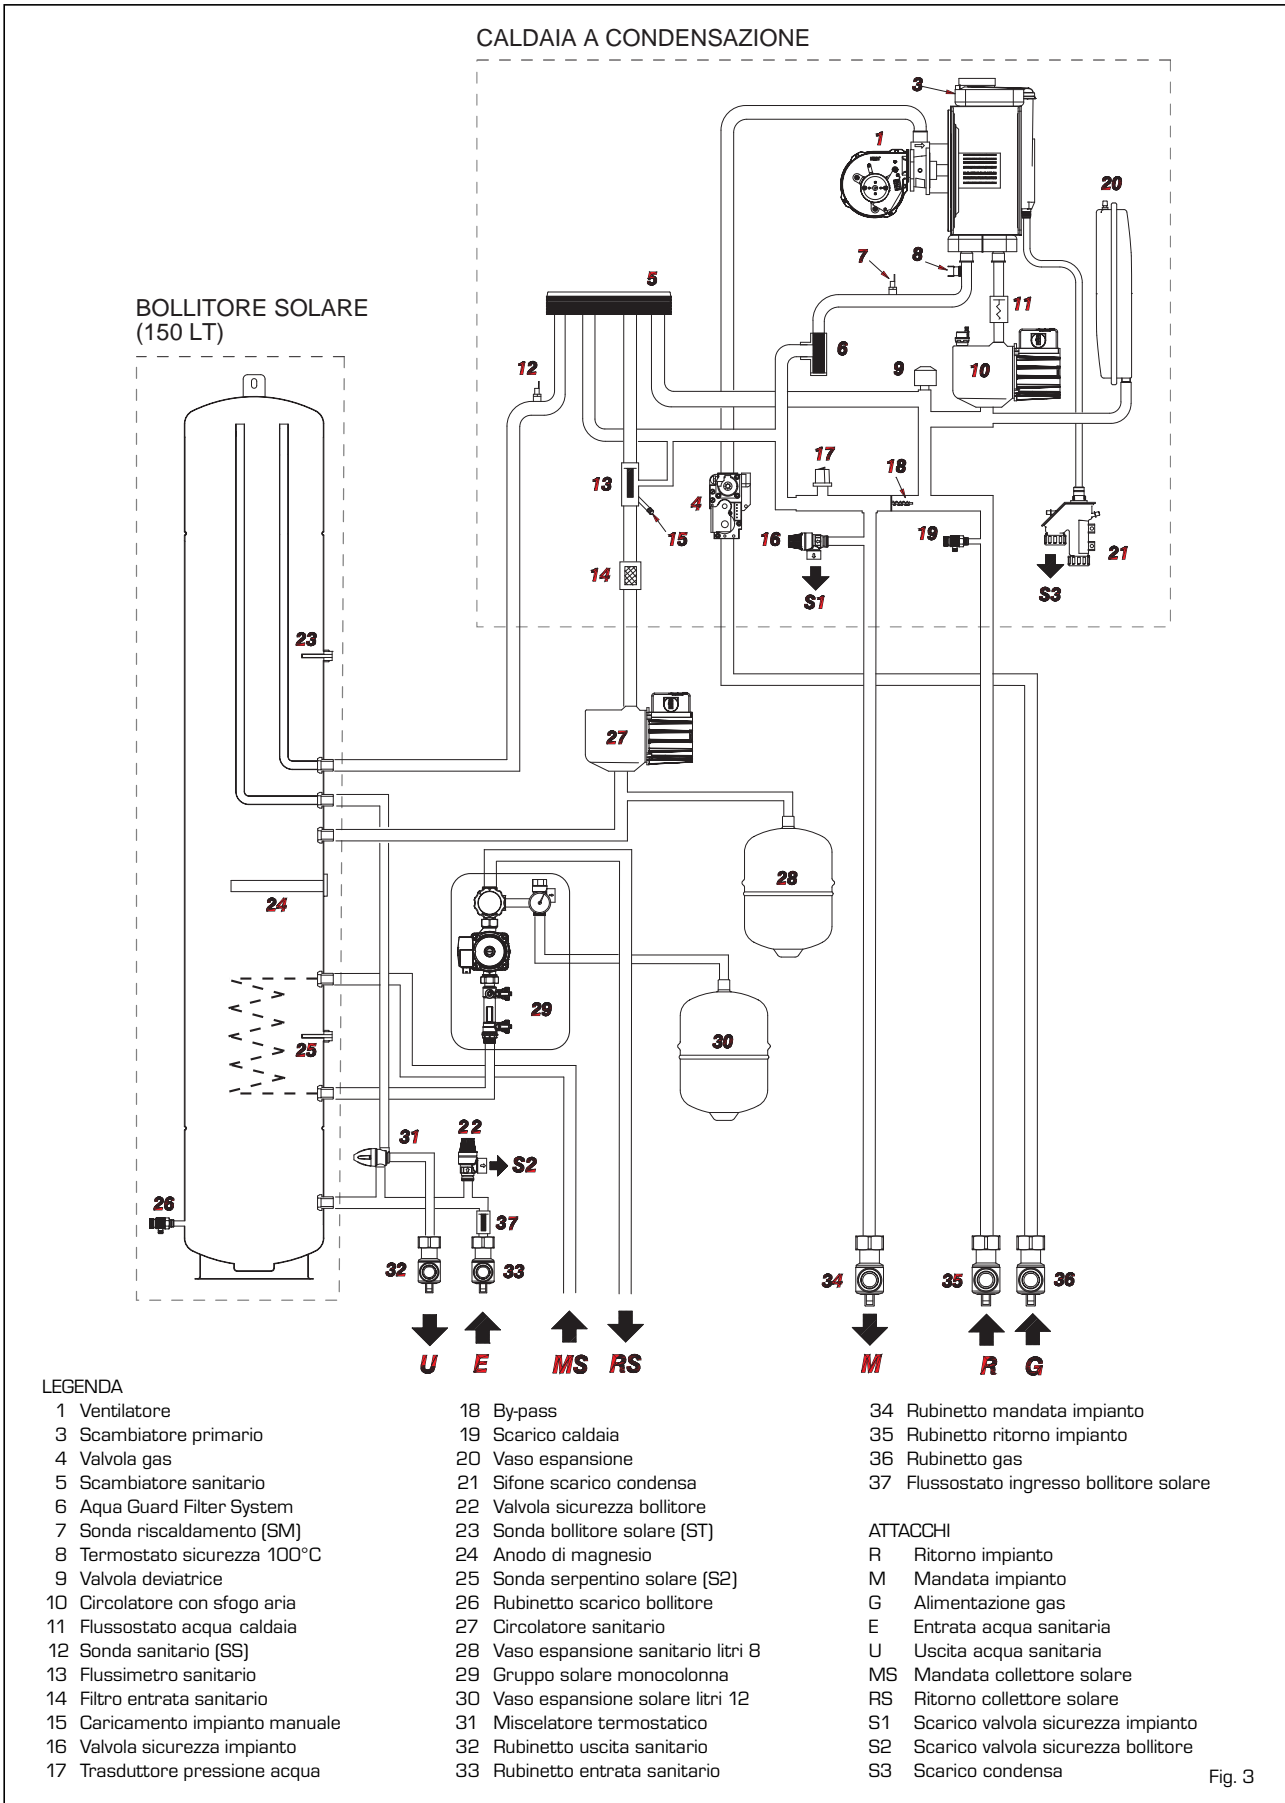 CALDAIA A CONDENSAZIONE
3
1
20
7
8
5
11
BOLLITORE SOLARE
(150 LT)
6
12
9
10
17
18
13
4
15
16
19
21
14
S1
S3
23
27
28
24
29
30
25
31
22
S2
26
37
32
33
34
35
36
U
E
MS
RS
M
R
G
LEGENDA
1 Ventilatore
3 Scambiatore primario
4 Valvola gas
5 Scambiatore sanitario
6 Aqua Guard Filter System
7 Sonda riscaldamento (SM)
8 Termostato sicurezza 100°C
9 Valvola deviatrice
10 Circolatore con sfogo aria
11 Flussostato acqua caldaia
12 Sonda sanitario (SS)
13 Flussimetro sanitario
14 Filtro entrata sanitario
15 Caricamento impianto manuale
16 Valvola sicurezza impianto
17 Trasduttore pressione acqua
18 By-pass
19 Scarico caldaia
20 Vaso espansione
21 Sifone scarico condensa
22 Valvola sicurezza bollitore
23 Sonda bollitore solare (ST)
24 Anodo di magnesio
25 Sonda serpentino solare (S2)
26 Rubinetto scarico bollitore
27 Circolatore sanitario
28 Vaso espansione sanitario litri 8
29 Gruppo solare monocolonna
30 Vaso espansione solare litri 12
31 Miscelatore termostatico
32 Rubinetto uscita sanitario
33 Rubinetto entrata sanitario
34 Rubinetto mandata impianto
35 Rubinetto ritorno impianto
36 Rubinetto gas
37 Flussostato ingresso bollitore solare
ATTACCHI
R Ritorno impianto
M Mandata impianto
G Alimentazione gas
E Entrata acqua sanitaria
U Uscita acqua sanitaria
MS Mandata collettore solare
RS Ritorno collettore solare
S1 Scarico valvola sicurezza impianto
S2 Scarico valvola sicurezza bollitore
S3 Scarico condensa
Fig. 3